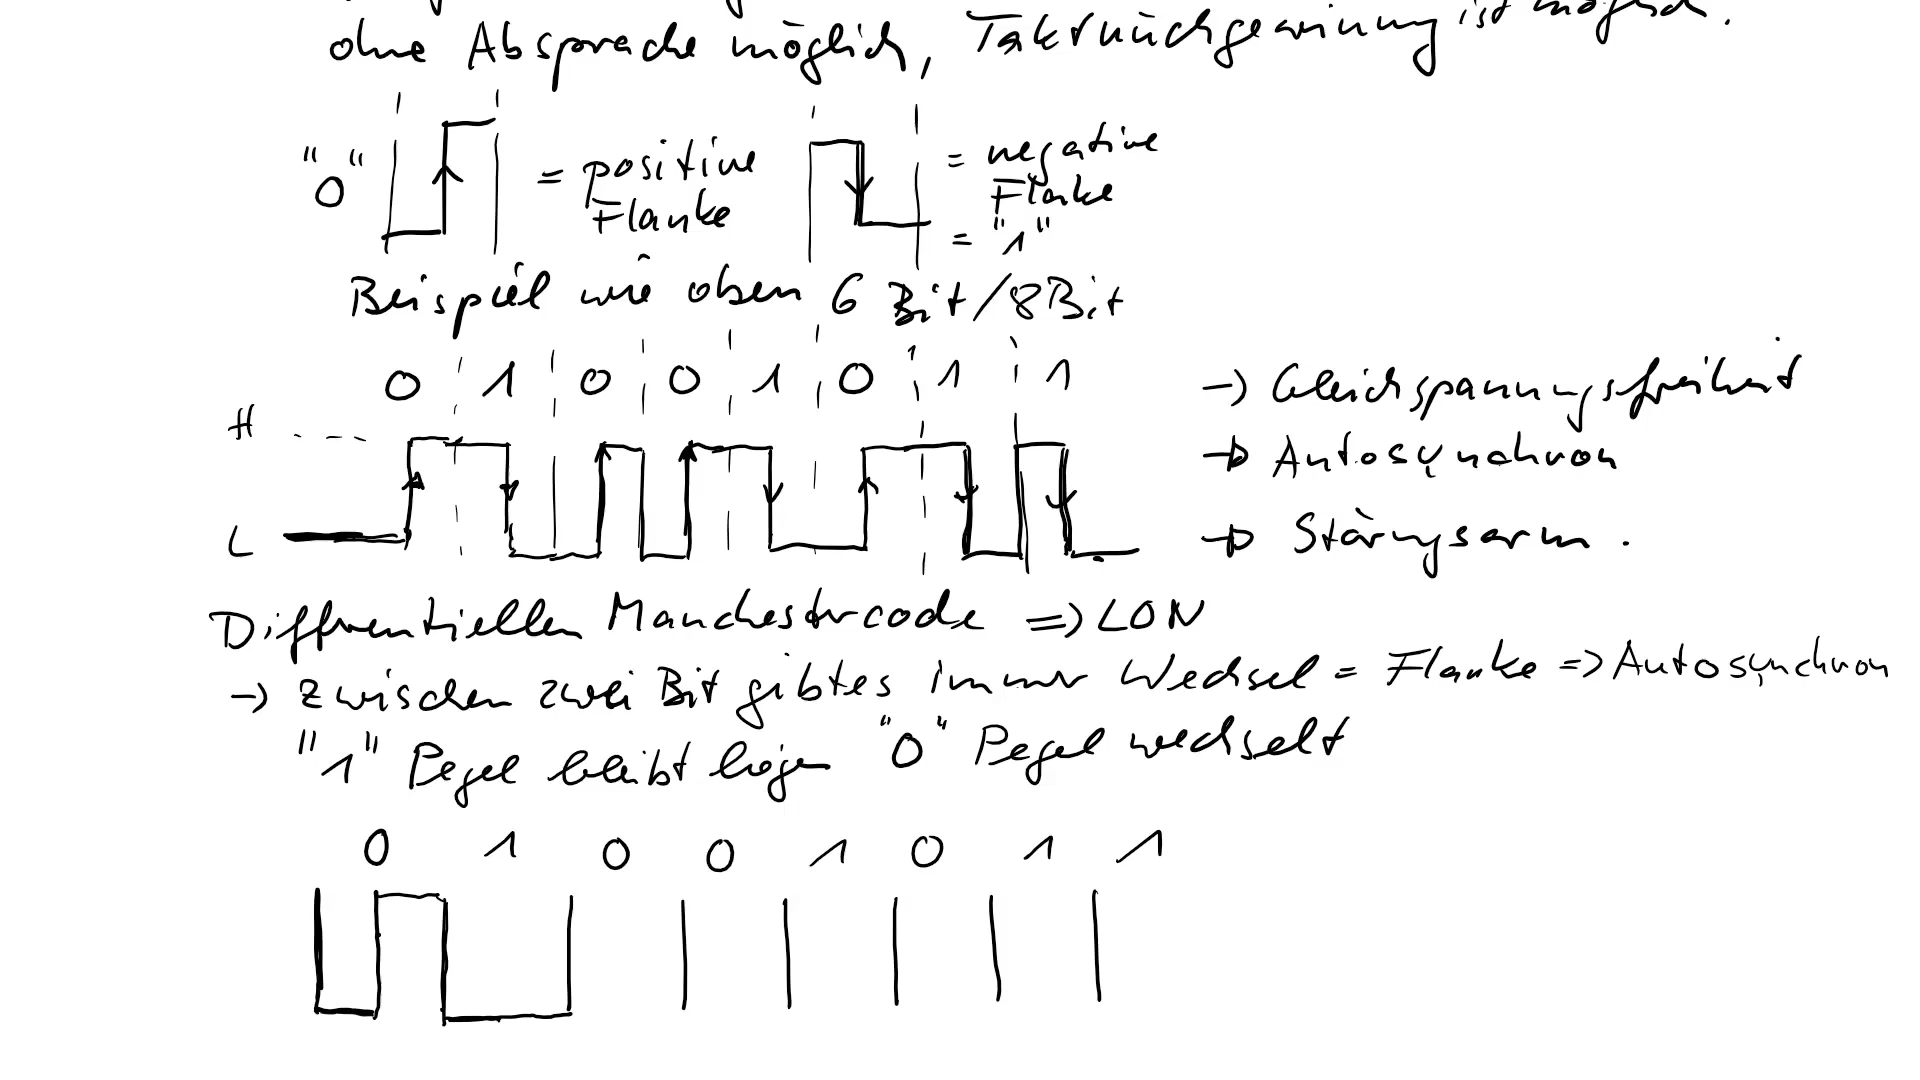 ohne Absprache möglich, Taktrückgewinnung ist möglich.
"0" = positive Flanke
= negative Flanke
= "1"
Beispiel wie oben 6 Bit/8Bit
0 1 0 0 1 0 1 1
H
L
-> Gleichspannungsfreiheit
-> Autosynchron
-> Störungsarm.
Differentiellen Manchestercode => LON
-> zwischen zwei Bit gibt es immer Wechsel = Flanke => Autosynchron
"1" Pegel bleibt liegen "0" Pegel wechselt
0 1 0 0 1 0 1 1